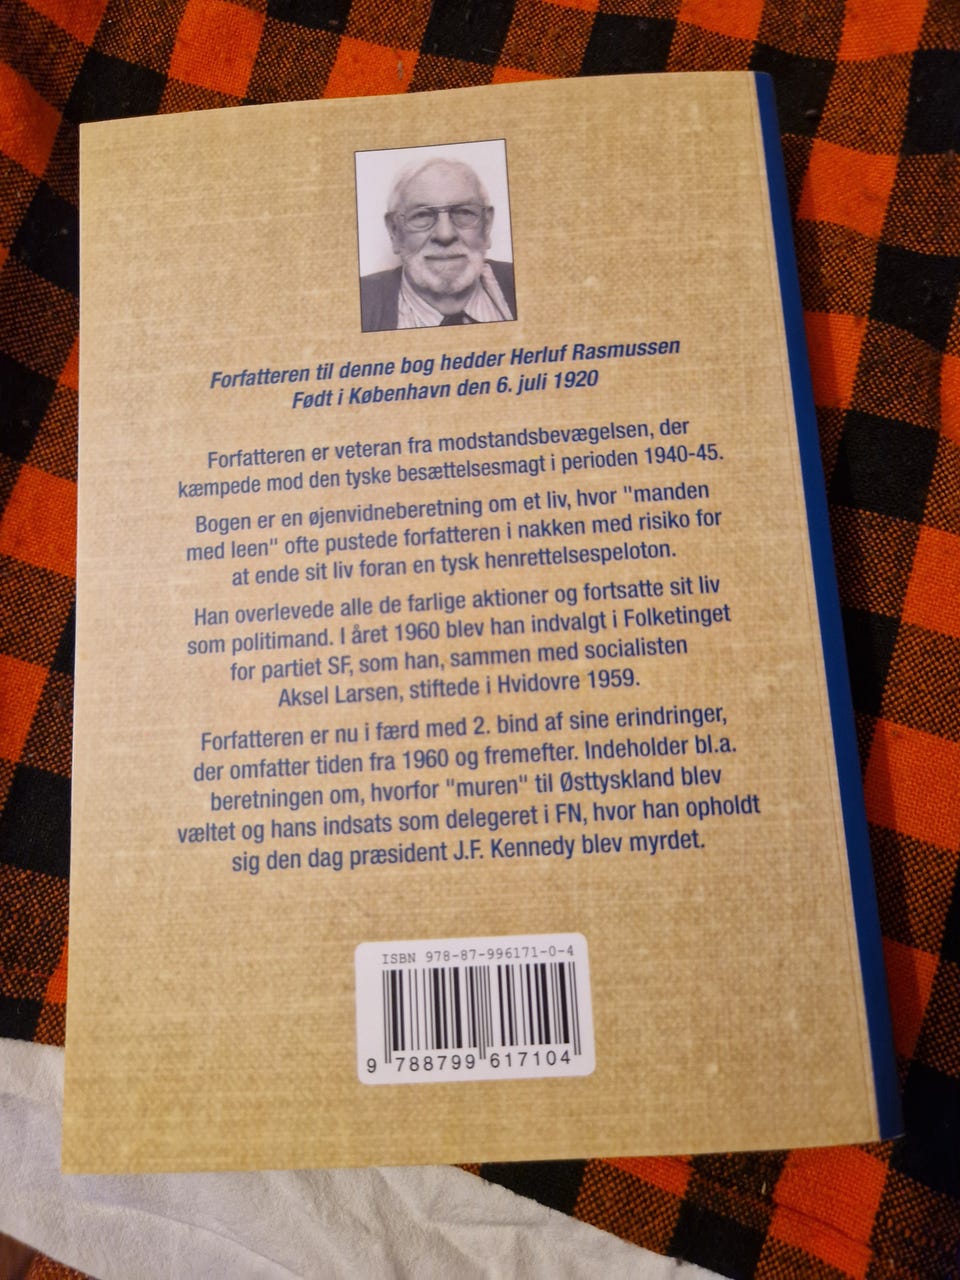 Forfatteren til denne bog hedder Herluf Rasmussen
Født i København den 6. juli 1920
Forfatteren er veteran fra modstandsbevægelsen, der
kæmpede mod den tyske besættelsesmagt i perioden 1940-45.
Bogen er en øjenvidneberetning om et liv, hvor "manden
med leen" ofte pustede forfatteren i nakken med risiko for
at ende sit liv foran en tysk henrettelsespeloton.
Han overlevede alle de farlige aktioner og fortsatte sit liv
som politimand. I året 1960 blev han indvalgt i Folketinget
for partiet SF, som han, sammen med socialisten
Aksel Larsen, stiftede i Hvidovre 1959.
Forfatteren er nu i færd med 2. bind af sine erindringer,
der omfatter tiden fra 1960 og fremefter. Indeholder bl.a.
beretningen om, hvorfor "muren" til Østtyskland blev
væltet og hans indsats som delegeret i FN, hvor han opholdt
sig den dag præsident J.F. Kennedy blev myrdet.
ISBN 978-87-996171-0-4
9 788799 617104